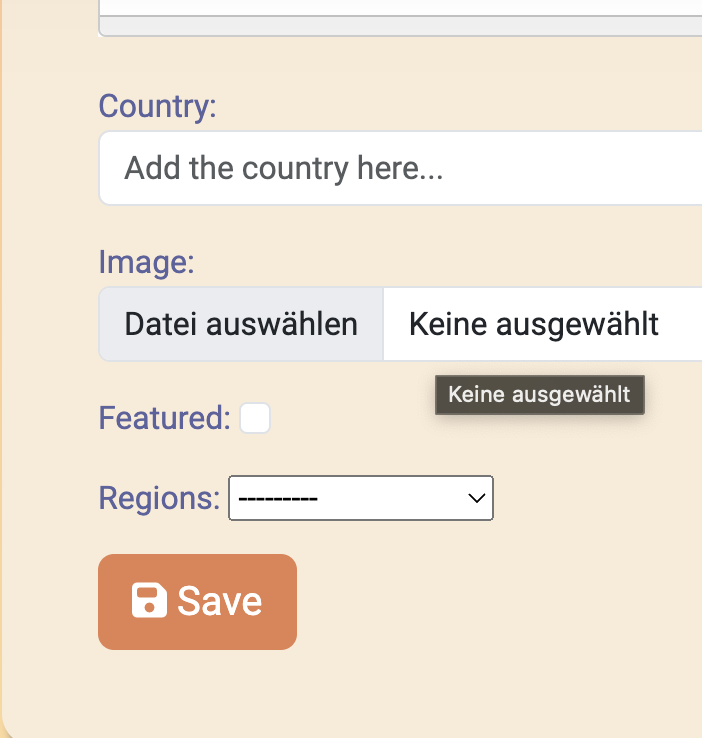 Country:
Add the country here...
Image:
Datei auswählen Keine ausgewählt
Keine ausgewählt
Featured:
Regions: ---------
Save